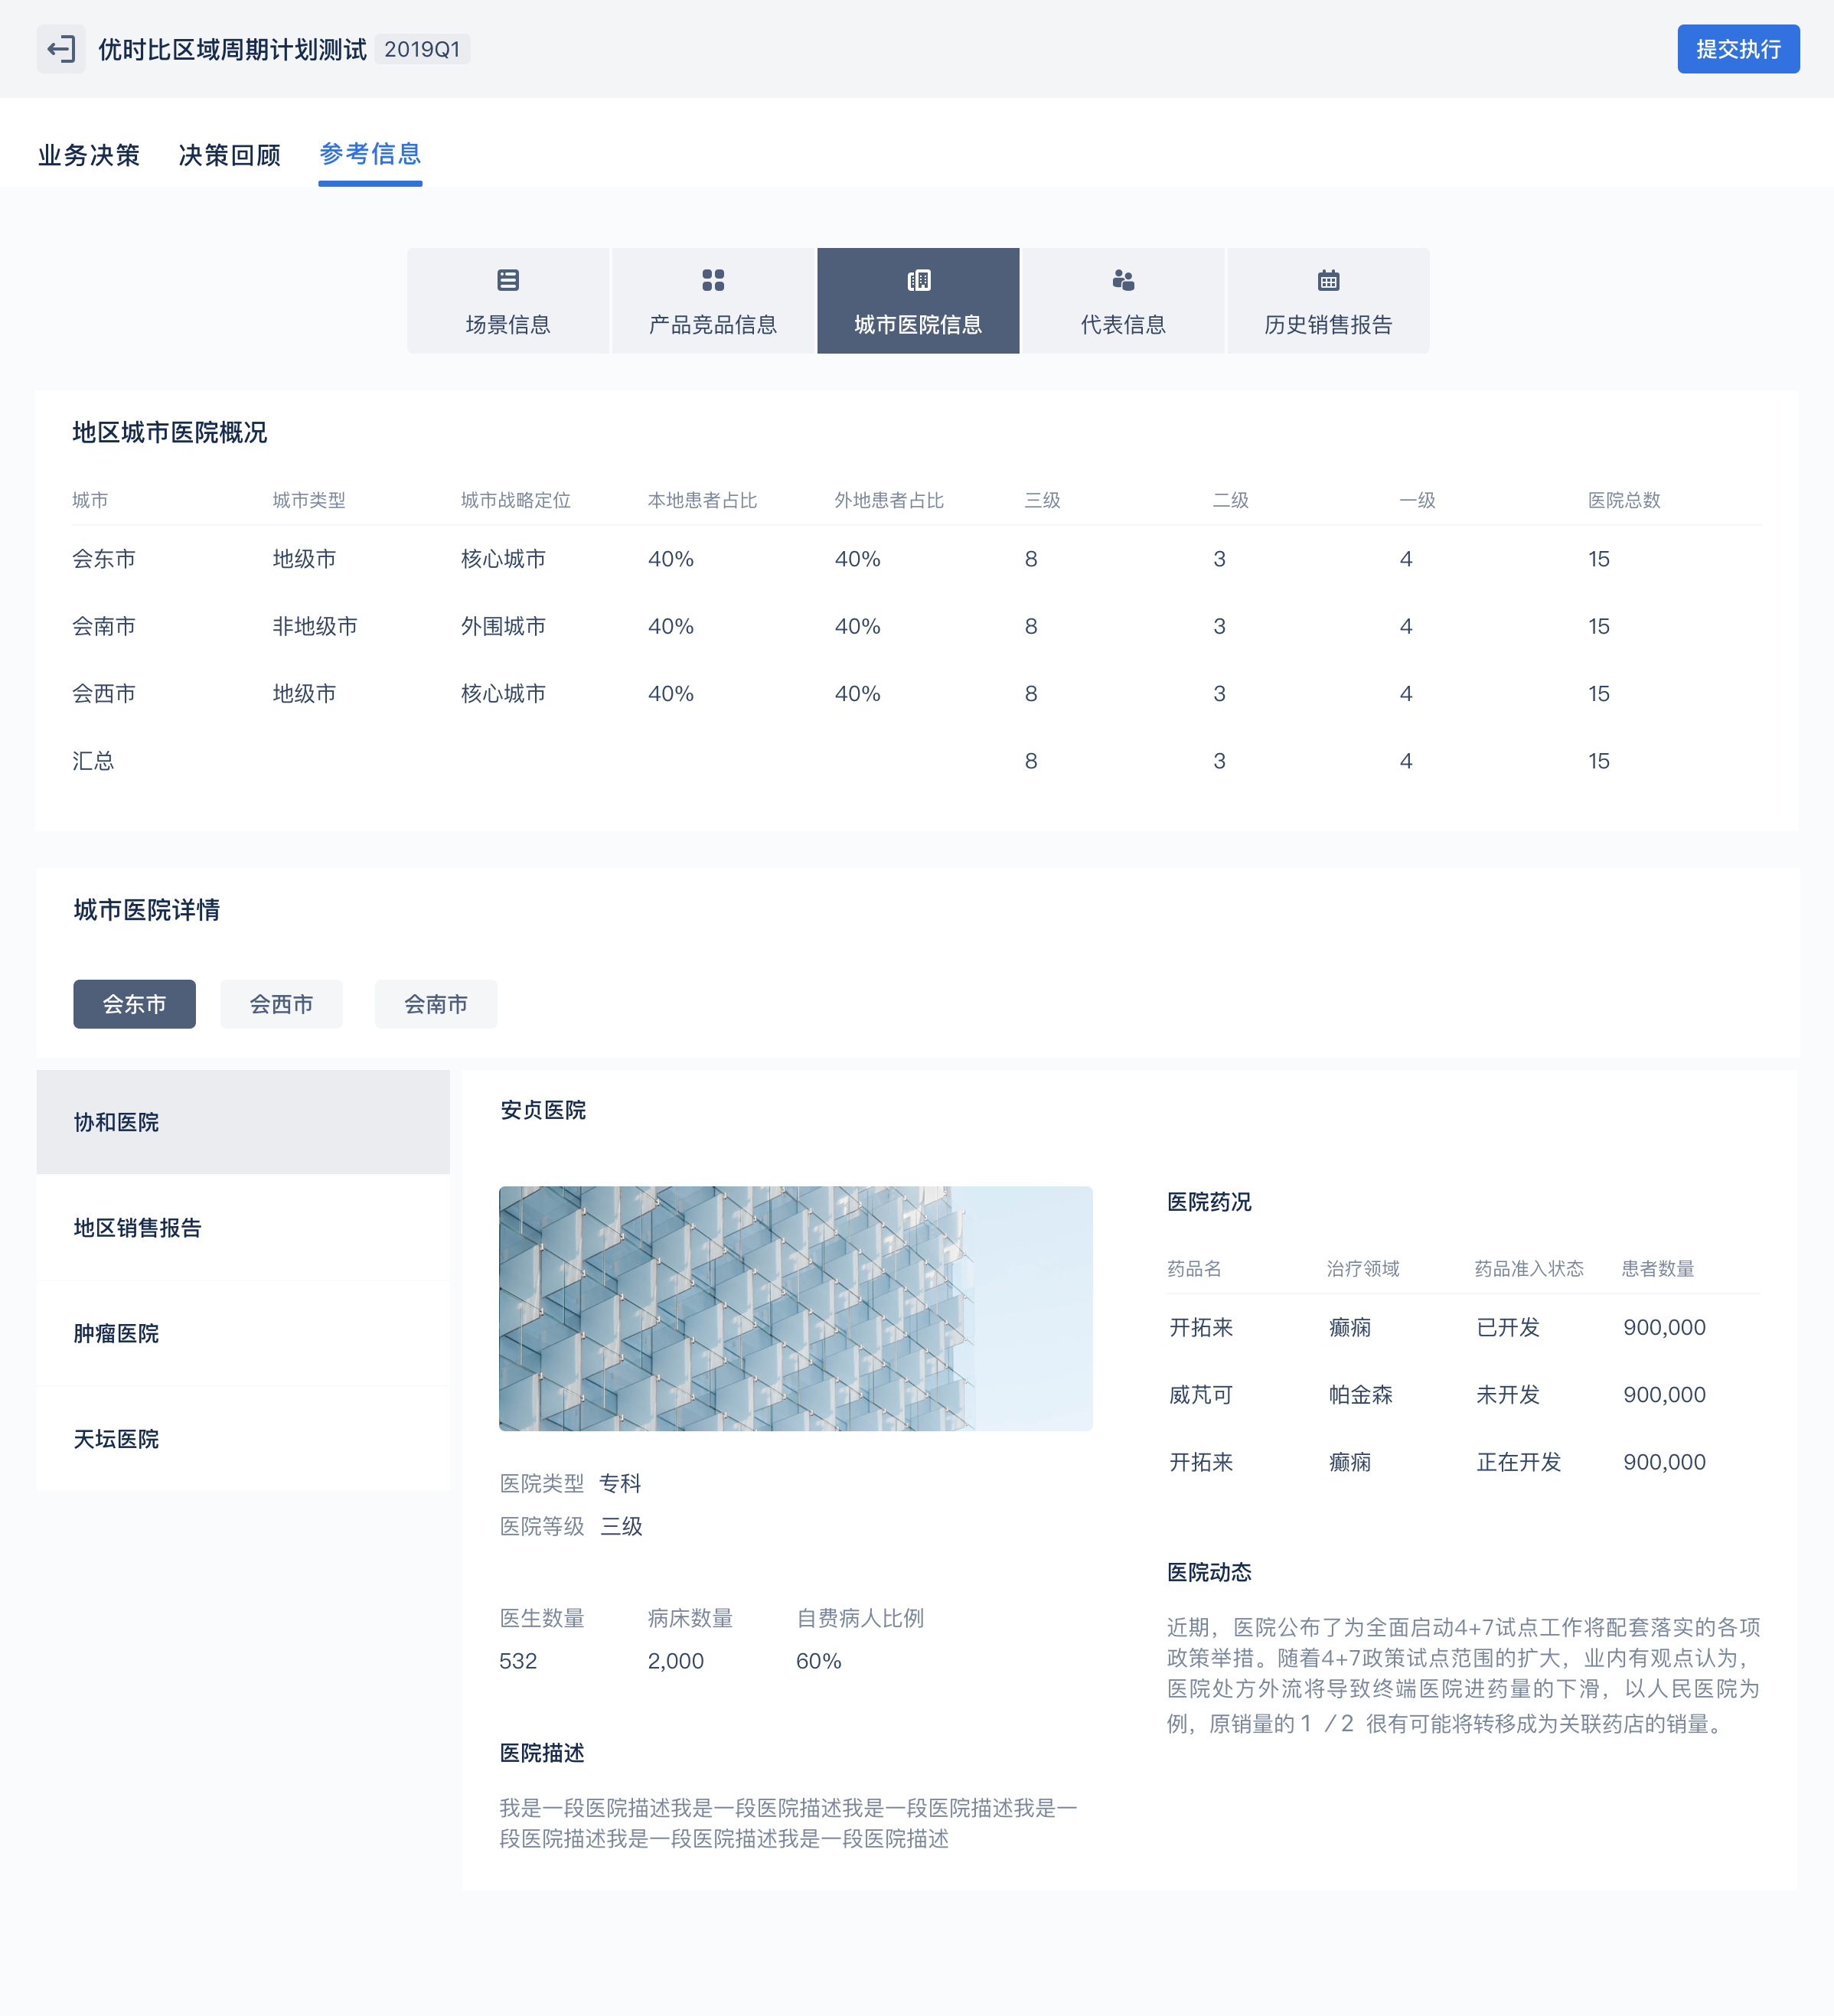 优时比区域周期计划测试 2019Q1
提交执行
业务决策 决策回顾 参考信息
场景信息 产品竞品信息 城市医院信息 代表信息 历史销售报告
地区城市医院概况
城市 城市类型 城市战略定位 本地患者占比 外地患者占比 三级 二级 一级 医院总数
会东市 地级市 核心城市 40% 40% 8 3 4 15
会南市 非地级市 外围城市 40% 40% 8 3 4 15
会西市 地级市 核心城市 40% 40% 8 3 4 15
汇总 8 3 4 15
城市医院详情
会东市 会西市 会南市
协和医院
地区销售报告
肿瘤医院
天坛医院
安贞医院
医院类型 专科
医院等级 三级
医生数量 病床数量 自费病人比例
532 2,000 60%
医院描述
我是一段医院描述我是一段医院描述我是一段医院描述我是一
段医院描述我是一段医院描述我是一段医院描述
医院药况
药品名 治疗领域 药品准入状态 患者数量
开拓来 癫痫 已开发 900,000
威芃可 帕金森 未开发 900,000
开拓来 癫痫 正在开发 900,000
医院动态
近期，医院公布了为全面启动4+7试点工作将配套落实的各项
政策举措。随着4+7政策试点范围的扩大，业内有观点认为，
医院处方外流将导致终端医院进药量的下滑，以人民医院为
例，原销量的１／2 很有可能将转移成为关联药店的销量。